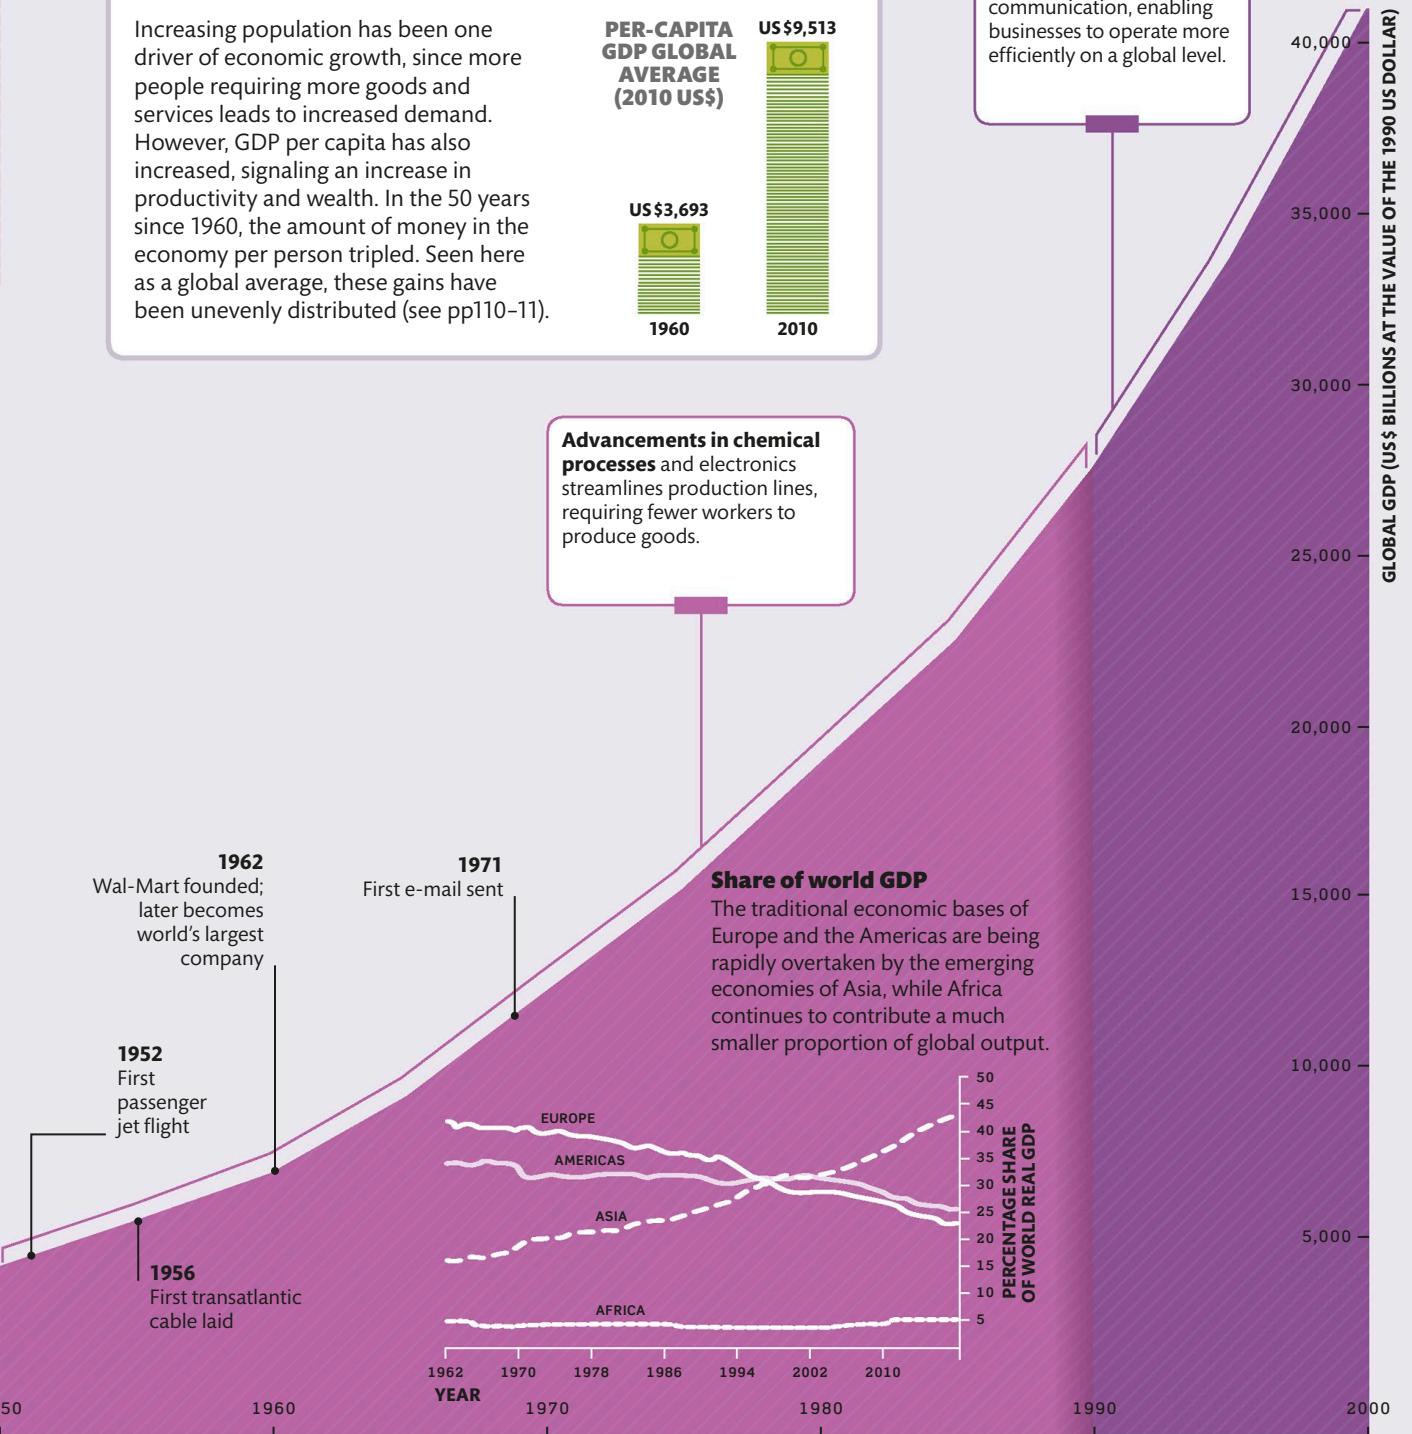 Increasing population has been one
driver of economic growth, since more
people requiring more goods and
services leads to increased demand.
However, GDP per capita has also
increased, signaling an increase in
productivity and wealth. In the 50 years
since 1960, the amount of money in the
economy per person tripled. Seen here
as a global average, these gains have
been unevenly distributed (see pp110–11).
PER-CAPITA
GDP GLOBAL
AVERAGE
(2010 US$)
US$9,513
US$3,693
1960
2010
communication, enabling
businesses to operate more
efficiently on a global level.
Advancements in chemical
processes and electronics
streamlines production lines,
requiring fewer workers to
produce goods.
1962
Wal-Mart founded;
later becomes
world's largest
company
1971
First e-mail sent
1952
First
passenger
jet flight
1956
First transatlantic
cable laid
Share of world GDP
The traditional economic bases of
Europe and the Americas are being
rapidly overtaken by the emerging
economies of Asia, while Africa
continues to contribute a much
smaller proportion of global output.
EUROPE
AMERICAS
ASIA
AFRICA
50
45
40
35
30
25
20
15
10
5
PERCENTAGE SHARE
OF WORLD REAL GDP
1962 1970 1978 1986 1994 2002 2010
YEAR
40,000
35,000
30,000
25,000
20,000
15,000
10,000
5,000
GLOBAL GDP (US$ BILLIONS AT THE VALUE OF THE 1990 US DOLLAR)
50 1960 1970 1980 1990 2000